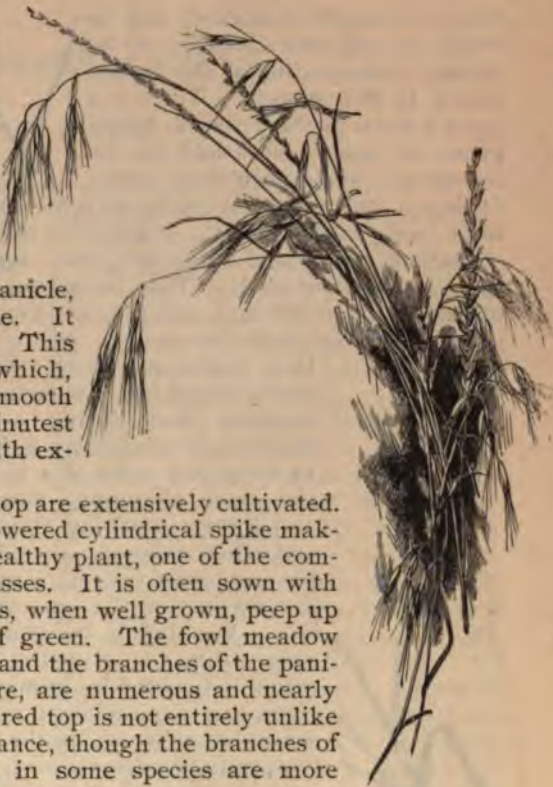 anicle,
e. It
This
which,
mooth
nutest
th ex-
op are extensively cultivated.
owered cylindrical spike mak-
ealthy plant, one of the com-
sses. It is often sown with
s, when well grown, peep up
f green. The fowl meadow
and the branches of the pani-
re, are numerous and nearly
red top is not entirely unlike
ance, though the branches of
in some species are more